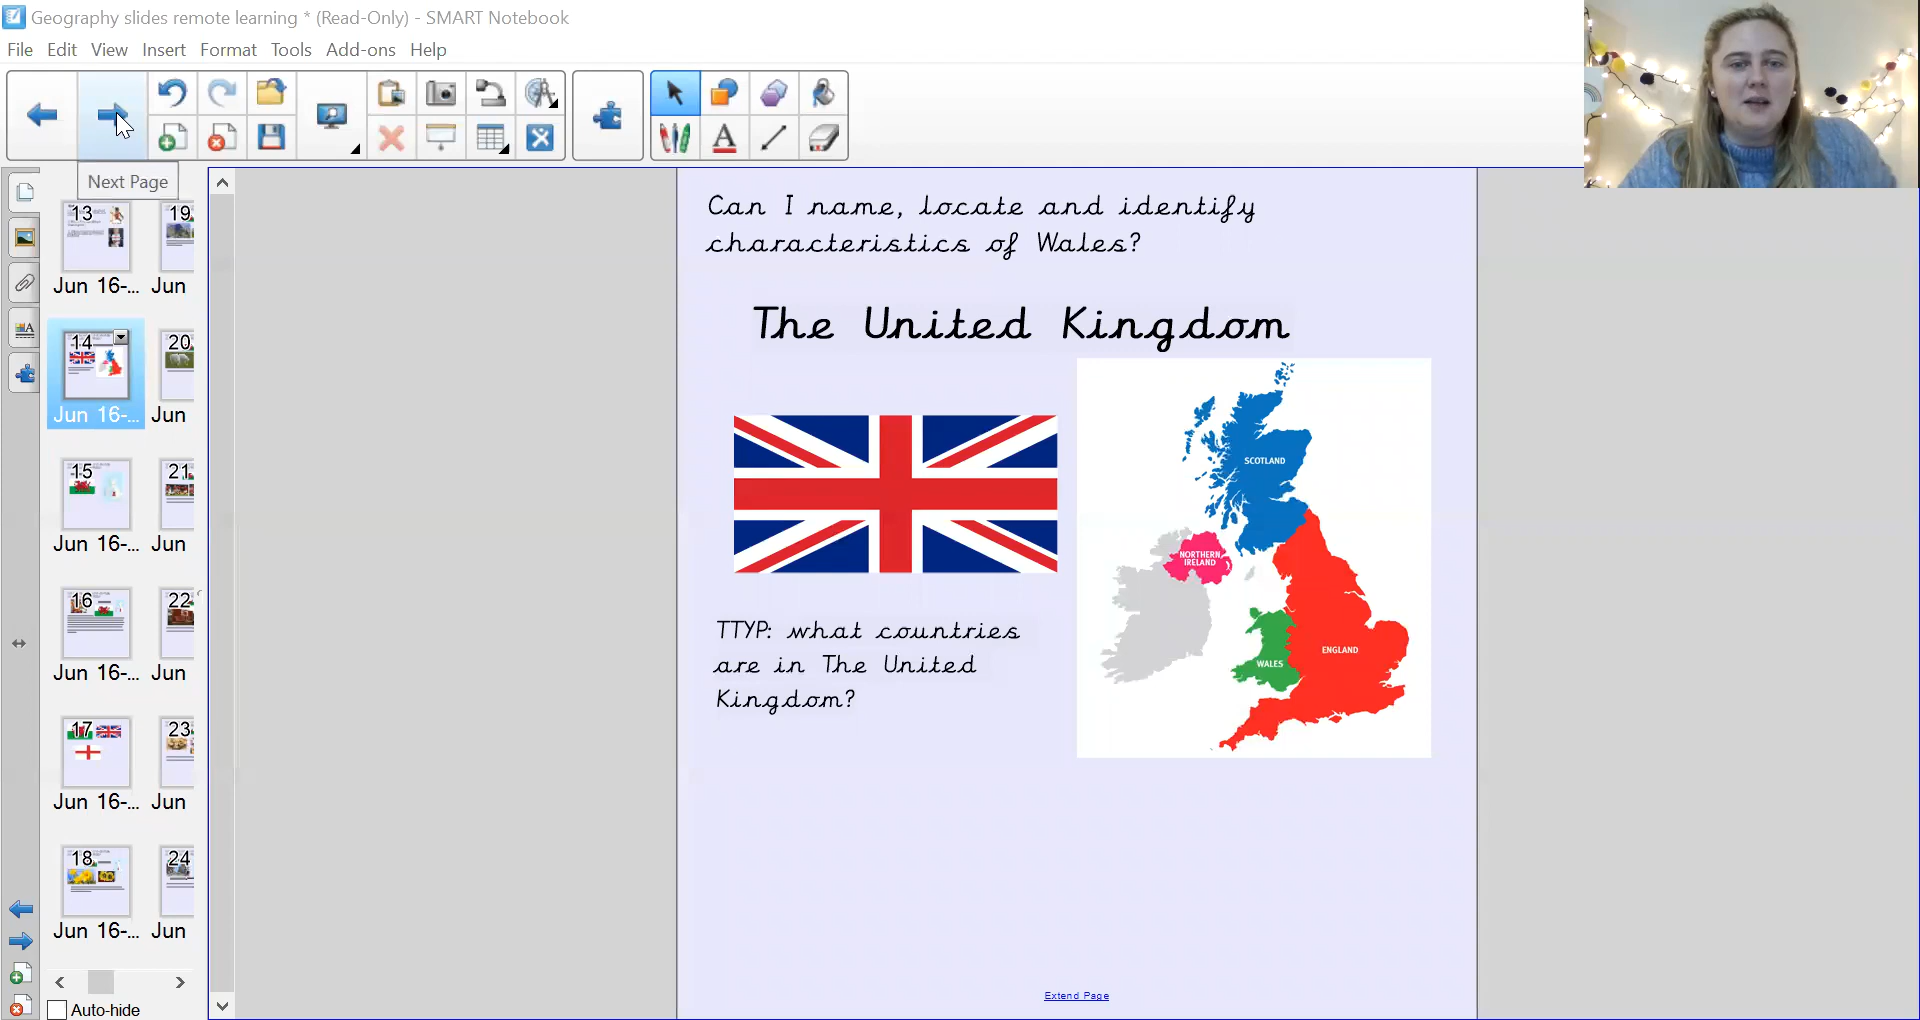 Geography slides remote learning * (Read-Only) - SMART Notebook
File Edit View Insert Format Tools Add-ons Help
Next Page
13
19
Jun 16-... Jun
14
20
Jun 16-... Jun
15
21
Jun 16-... Jun
16
22
Jun 16-... Jun
17
23
Jun 16-... Jun
18
24
Jun 16-... Jun
Auto-hide
Can I name, locate and identify
characteristics of Wales?
The United Kingdom
SCOTLAND
NORTHERN
IRELAND
WALES
ENGLAND
TTYP: what countries
are in The United
Kingdom?
Extend Page